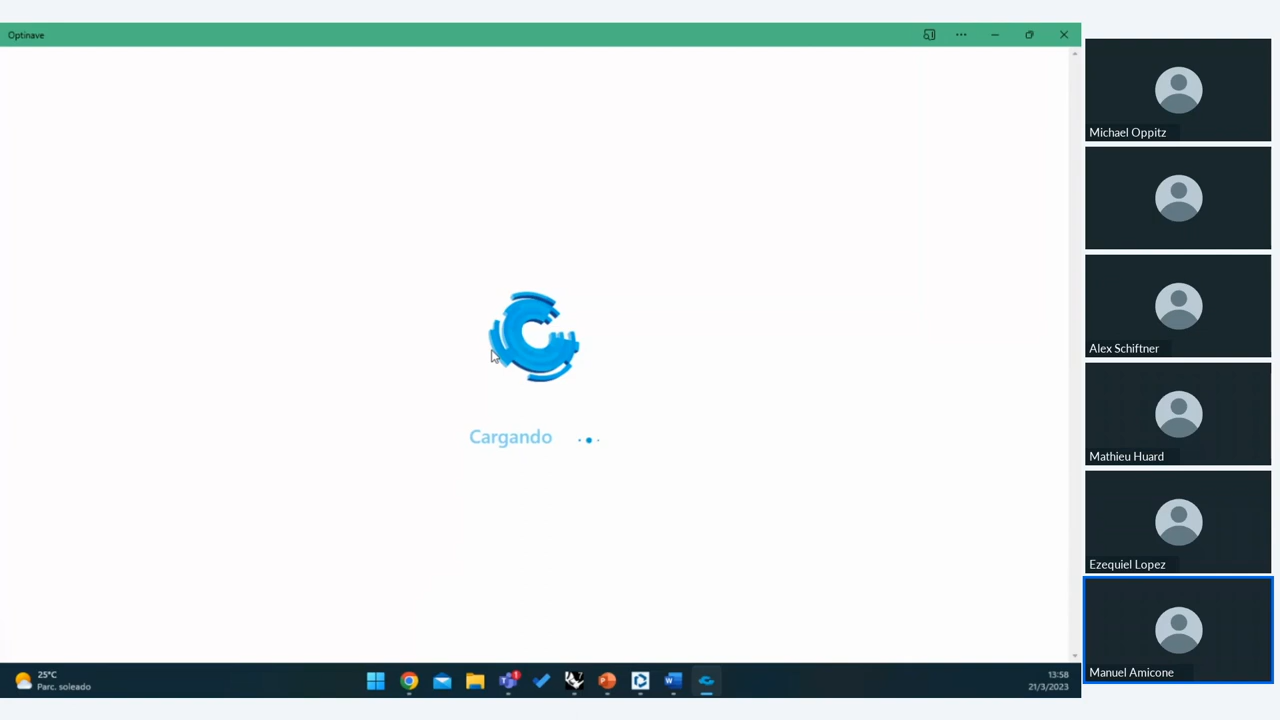 Optinave
Michael Oppitz
Alex Schiftner
Mathieu Huard
Cargando
Ezequiel Lopez
Manuel Amicone
25°C
Parc. soleado
13:58
21/3/2023